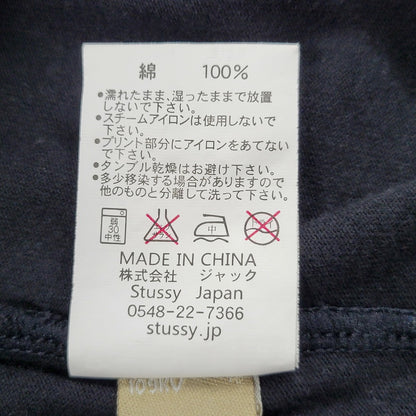 綿 100%
●濡れたまま、湿ったままで放置
しないで下さい。
●スチームアイロンは使用しないで
下さい。
●プリント部分にアイロンをあてない
で下さい。
●タンブル乾燥はお避け下さい。
●多少移染する場合がありますので
他のものと分離して洗って下さい。
弱
30
中性
中
MADE IN CHINA
株式会社 ジャック
Stussy Japan
0548-22-7366
stussy.jp